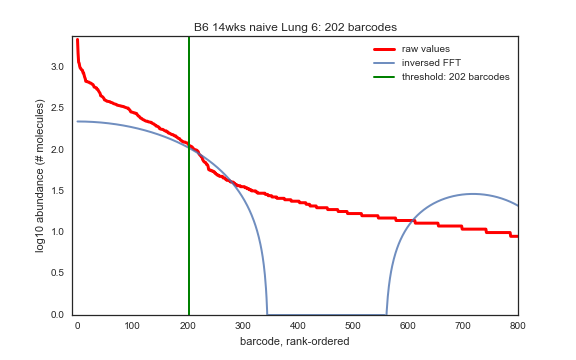 B6 14wks naive Lung 6: 202 barcodes
raw values
inversed FFT
threshold: 202 barcodes
log10 abundance (# molecules)
3.0
2.5
2.0
1.5
1.0
0.5
0.0
0 100 200 300 400 500 600 700 800
barcode, rank-ordered